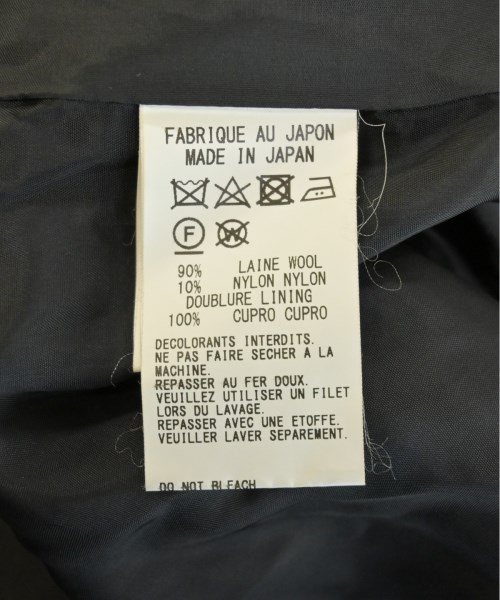 FABRIQUE AU JAPON
MADE IN JAPAN
F W
90% LAINE WOOL
10% NYLON NYLON
DOUBLURE LINING
100% CUPRO CUPRO
DECOLORANTS INTERDITS.
NE PAS FAIRE SECHER A LA
MACHINE.
REPASSER AU FER DOUX.
VEUILLEZ UTILISER UN FILET
LORS DU LAVAGE.
REPASSER AVEC UNE ETOFFE.
VEUILLER LAVER SEPAREMENT.
DO NOT BLEACH